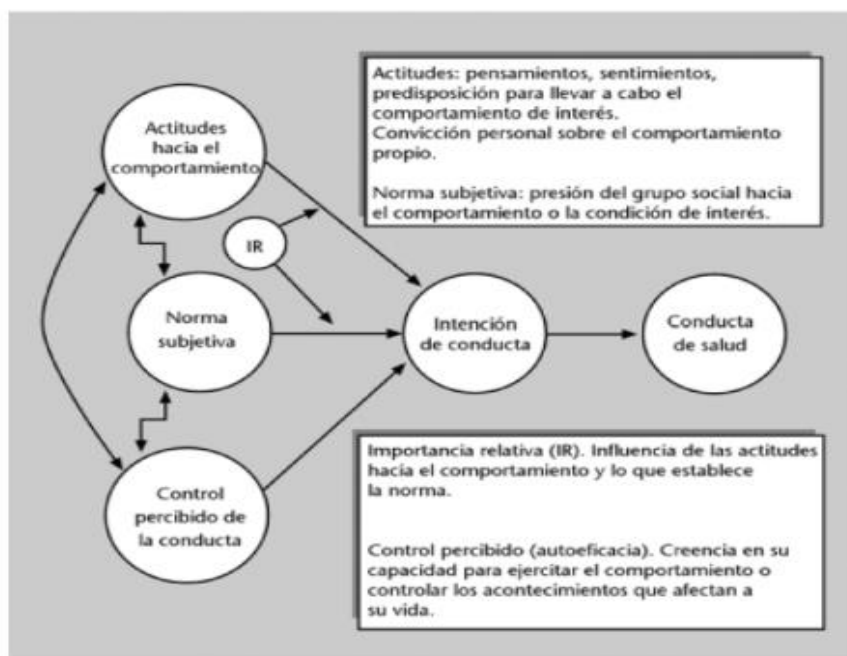 Actitudes
hacia el
comportamiento
Actitudes: pensamientos, sentimientos,
predisposición para llevar a cabo el
comportamiento de interés.
Convicción personal sobre el comportamiento
propio.
Norma subjetiva: presión del grupo social hacia
el comportamiento o la condición de interés.
IR
Norma
subjetiva
Intención
de conducta
Conducta
de salud
Control
percibido de
la conducta
Importancia relativa (IR). Influencia de las actitudes
hacia el comportamiento y lo que establece
la norma.
Control percibido (autoeficacia). Creencia en su
capacidad para ejercitar el comportamiento o
controlar los acontecimientos que afectan a
su vida.